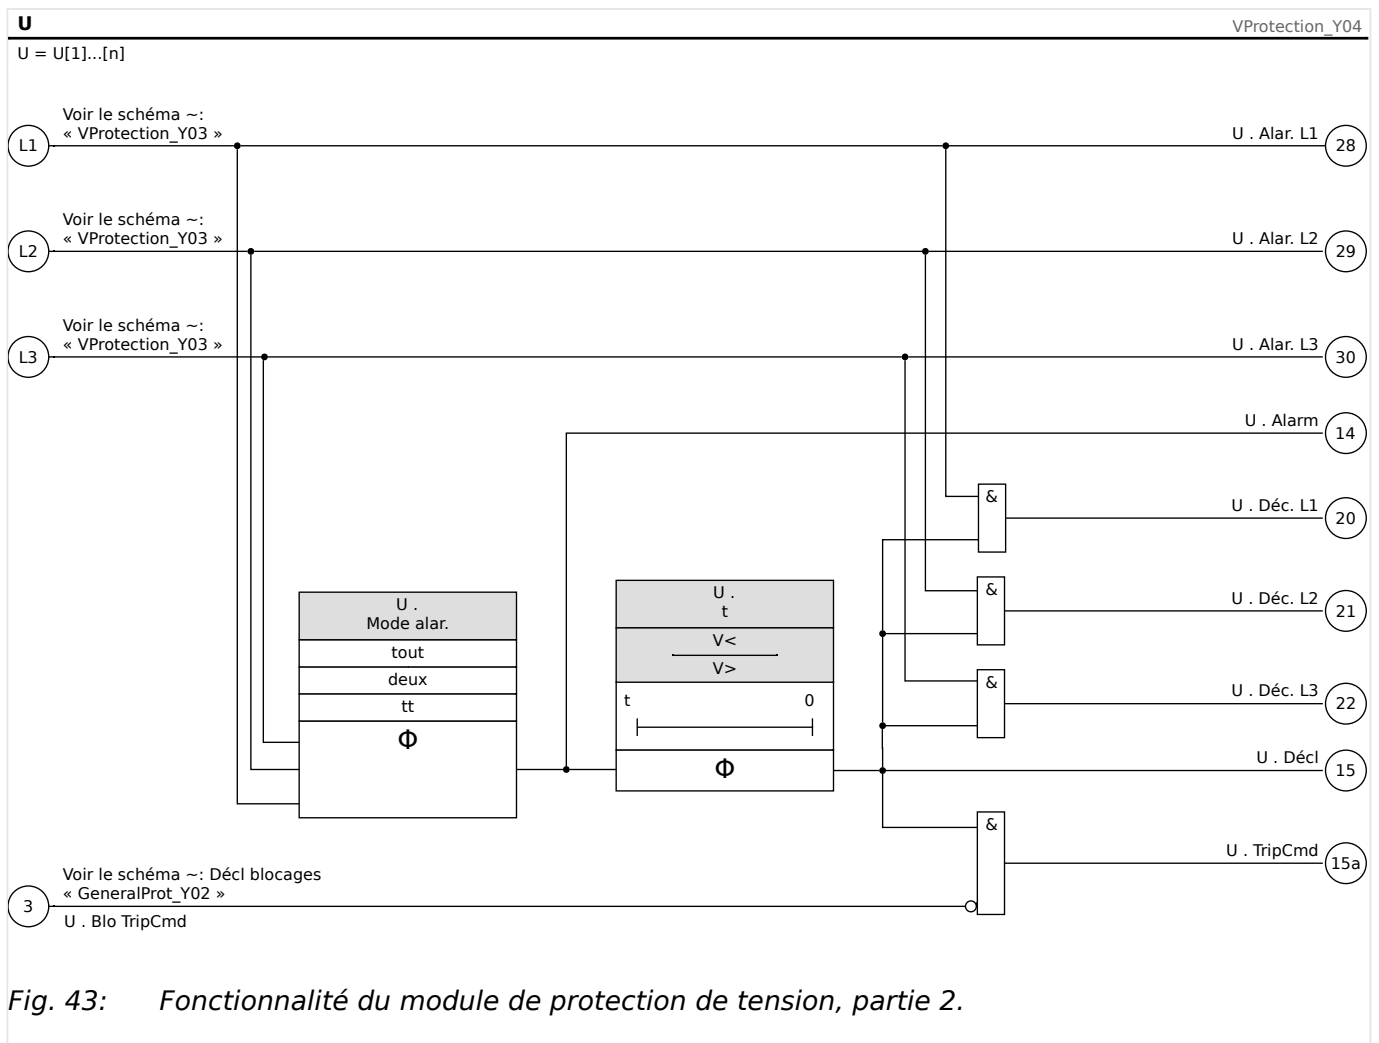 U
VProtection_Y04
U = U[1]...[n]
Voir le schéma ~:
« VProtection_Y03 »
L1
U . Alar. L1
28
Voir le schéma ~:
« VProtection_Y03 »
L2
U . Alar. L2
29
Voir le schéma ~:
« VProtection_Y03 »
L3
U . Alar. L3
30
U . Alarm
14
&
U . Déc. L1
20
&
U . Déc. L2
21
&
U . Déc. L3
22
U .
Mode alar.
tout
deux
tt
Φ
U .
t
V<
V>
t 0
Φ
U . Décl
15
&
U . TripCmd
15a
Voir le schéma ~: Décl blocages
« GeneralProt_Y02 »
3
U . Blo TripCmd
Fig. 43: Fonctionnalité du module de protection de tension, partie 2.